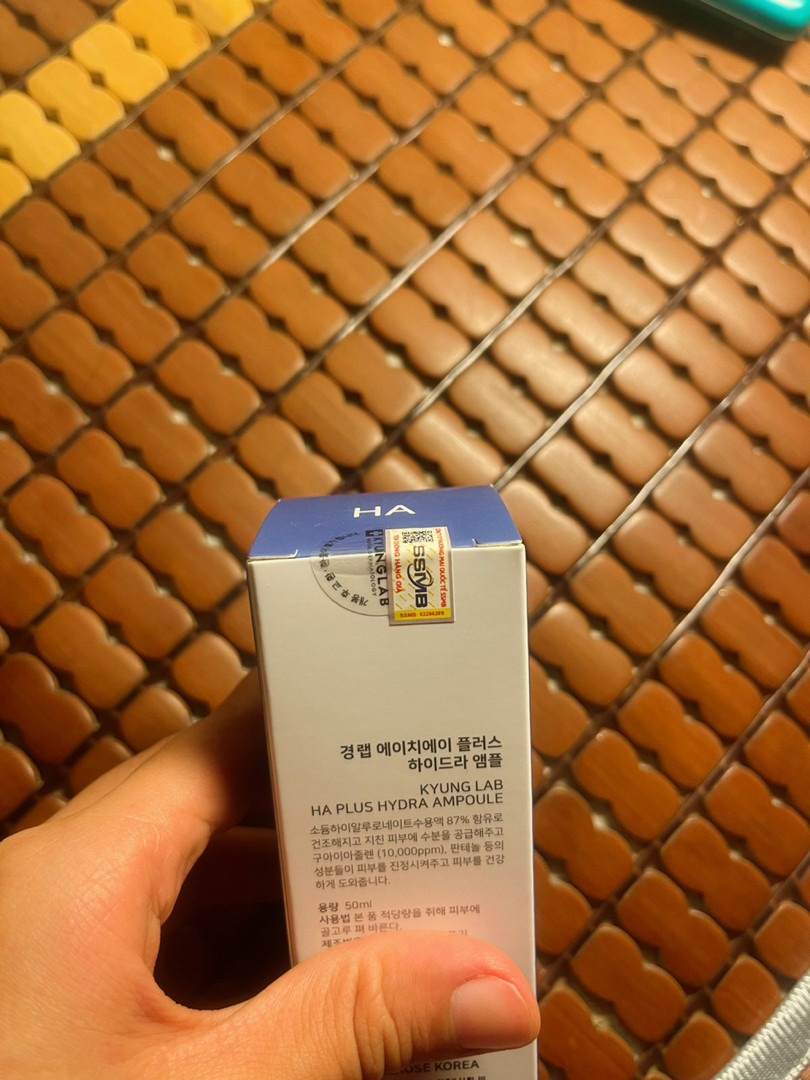 HA
KYUNGLAB
SSMB
경랩 에이치에이 플러스
하이드라 앰플
KYUNG LAB
HA PLUS HYDRA AMPOULE
소듐하이알루로네이트수용액 87% 함유로
건조해지고 지친 피부에 수분을 공급해주고
구아이아줄렌 (10,000ppm), 판테놀 등의
성분들이 피부를 진정시켜주고 피부를 건강
하게 도와줍니다.
용량 50ml
사용법 본 품 적당량을 취해 피부에
골고루 펴 바른다.
KOREA